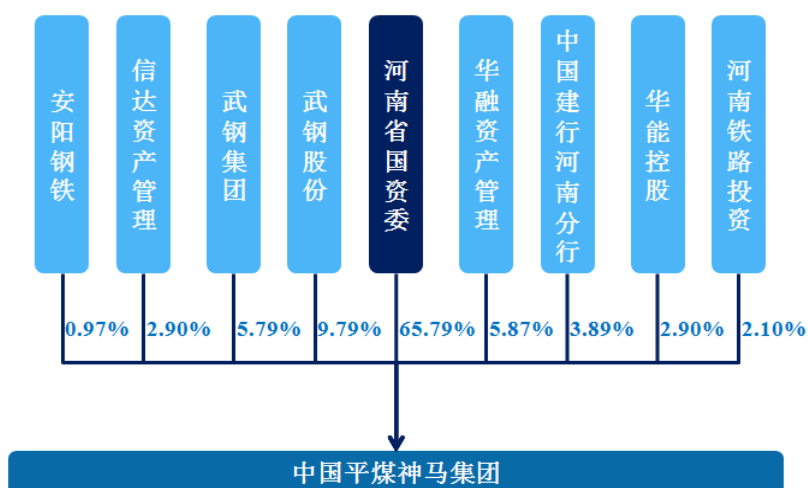 安阳钢铁
信达资产管理
武钢集团
武钢股份
河南省国资委
华融资产管理
中国建行河南分行
华能控股
河南铁路投资
0.97%
2.90%
5.79%
9.79%
65.79%
5.87%
3.89%
2.90%
2.10%
中国平煤神马集团